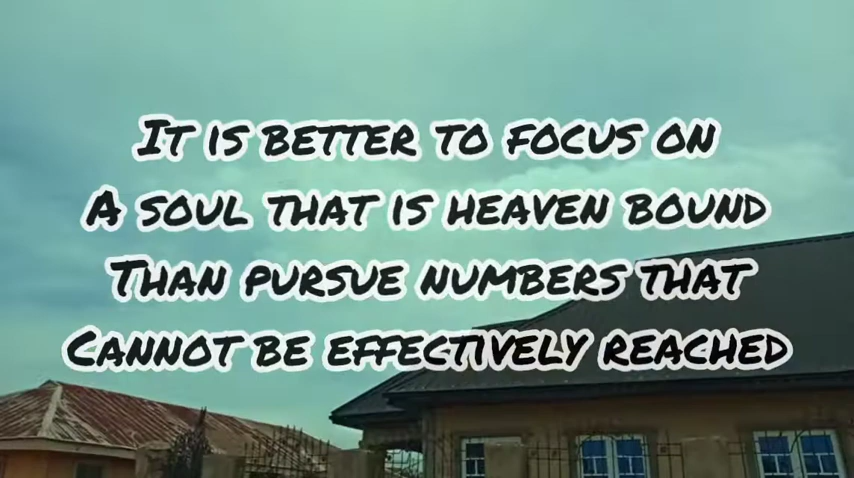 It is better to focus on
A soul that is heaven bound
Than pursue numbers that
Cannot be effectively reached